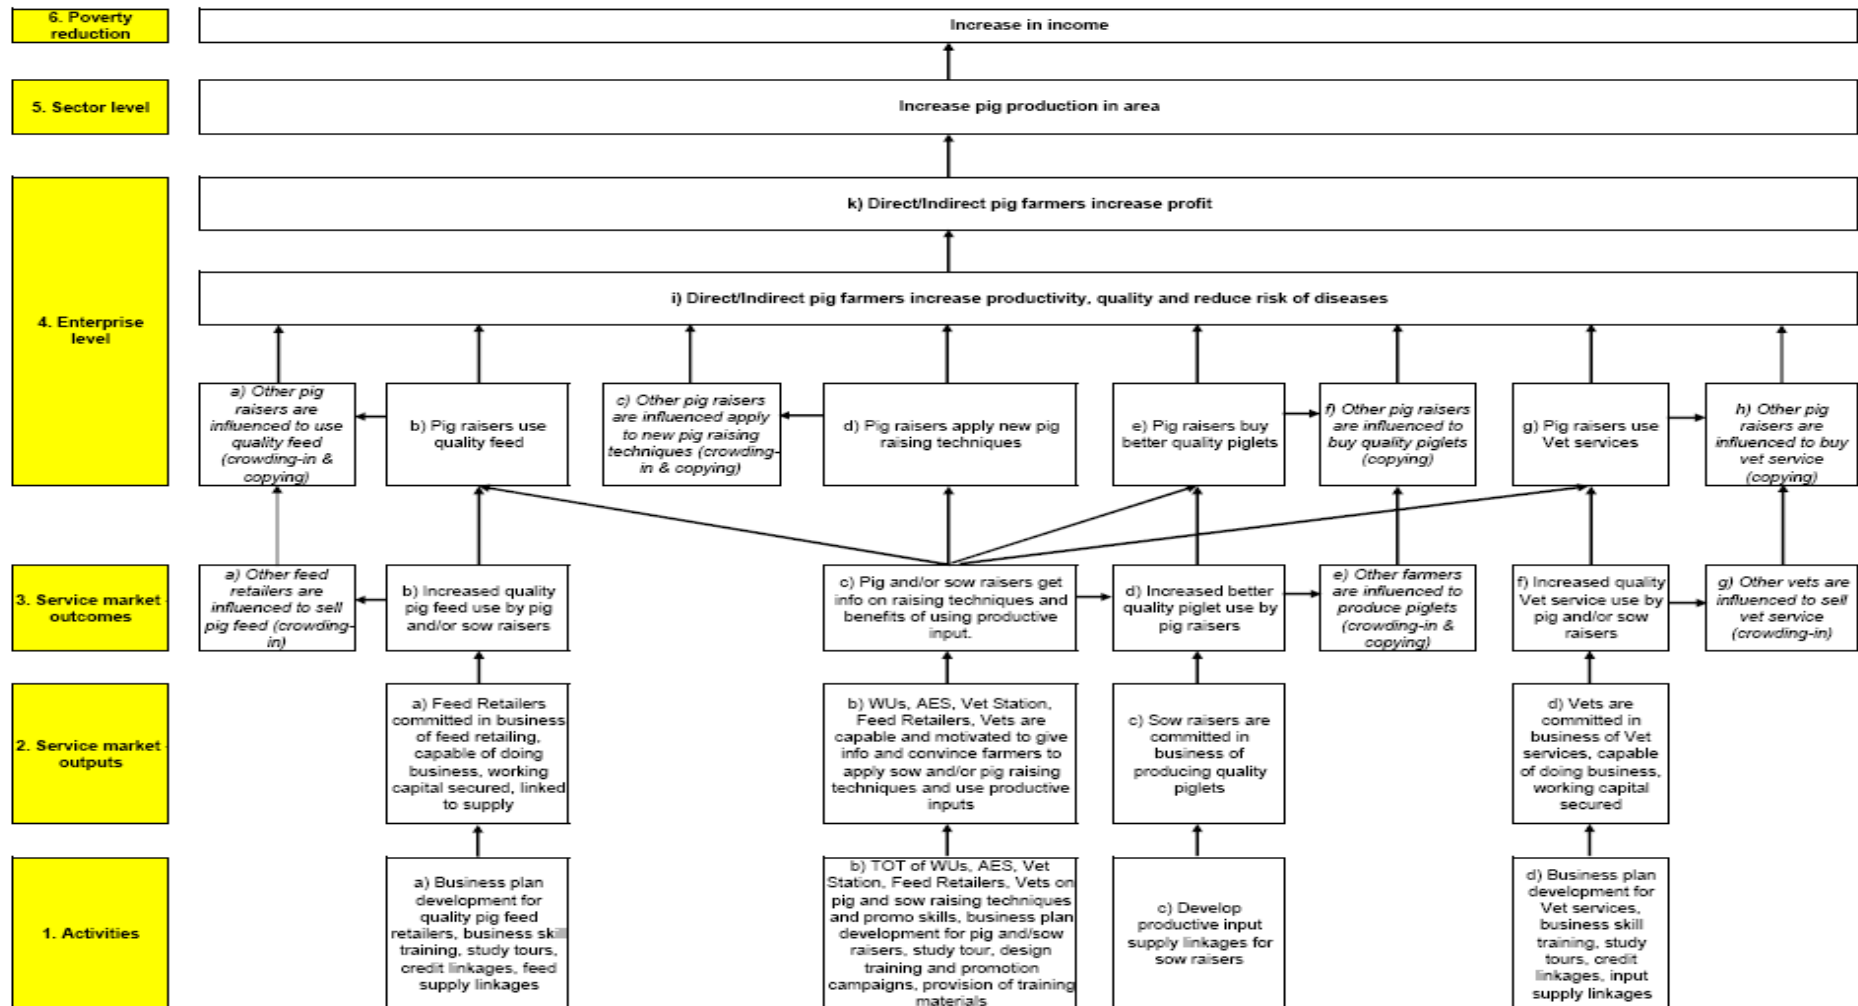 6. Poverty
reduction
Increase in income
5. Sector level
Increase pig production in area
4. Enterprise
level
k) Direct/Indirect pig farmers increase profit
i) Direct/Indirect pig farmers increase productivity, quality and reduce risk of diseases
a) Other pig
raisers are
influenced to use
quality feed
(crowding-in &
copying)
b) Pig raisers use
quality feed
c) Other pig raisers
are influenced apply
to new pig raising
techniques (crowding-
in & copying)
d) Pig raisers apply new pig
raising techniques
e) Pig raisers buy
better quality piglets
f) Other pig raisers
are influenced to
buy quality piglets
(copying)
g) Pig raisers use
Vet services
h) Other pig
raisers are
influenced to buy
vet service
(copying)
3. Service market
outcomes
a) Other feed
retailers are
influenced to sell
pig feed (crowding-
in)
b) Increased quality
pig feed use by pig
and/or sow raisers
c) Pig and/or sow raisers get
info on raising techniques and
benefits of using productive
input.
d) Increased better
quality piglet use by
pig raisers
e) Other farmers
are influenced to
produce piglets
(crowding-in &
copying)
f) Increased quality
Vet service use by
pig and/or sow
raisers
g) Other vets are
influenced to sell
vet service
(crowding-in)
2. Service market
outputs
a) Feed Retailers
committed in business
of feed retailing,
capable of doing
business, working
capital secured, linked
to supply
b) WUs, AES, Vet Station,
Feed Retailers, Vets are
capable and motivated to give
info and convince farmers to
apply sow and/or pig raising
techniques and use productive
inputs
c) Sow raisers are
committed in
business of
producing quality
piglets
d) Vets are
committed in
business of Vet
services, capable
of doing business,
working capital
secured
1. Activities
a) Business plan
development for
quality pig feed
retailers, business skill
training, study tours,
credit linkages, feed
supply linkages
b) TOT of WUs, AES, Vet
Station, Feed Retailers, Vets on
pig and sow raising techniques
and promo skills, business plan
development for pig and/sow
raisers, study tour, design
training and promotion
campaigns, provision of training
materials
c) Develop
productive input
supply linkages for
sow raisers
d) Business plan
development for
Vet services,
business skill
training, study
tours, credit
linkages, input
supply linkages